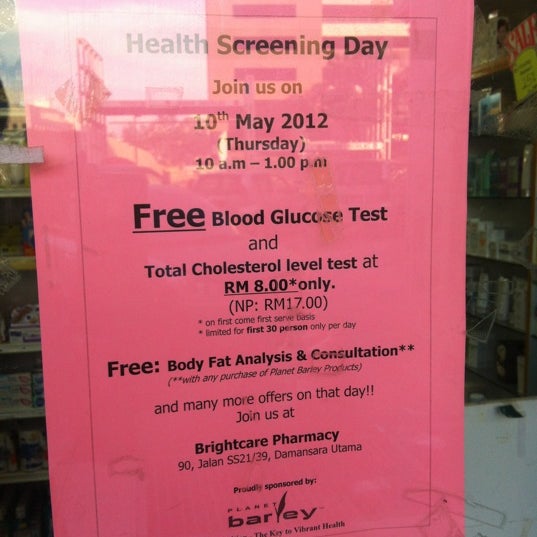 Health Screening Day
Join us on
10th May 2012
(Thursday)
10 a.m – 1.00 p.m
Free Blood Glucose Test
and
Total Cholesterol level test at
RM 8.00*only.
(NP: RM17.00)
* on first come first serve basis
* limited for first 30 person only per day
Free: Body Fat Analysis & Consultation**
(**with any purchase of Planet Barley Products)
and many more offers on that day!!
Join us at
Brightcare Pharmacy
90, Jalan SS21/39, Damansara Utama
Proudly sponsored by:
PLANET
barley
The Key to Vibrant Health